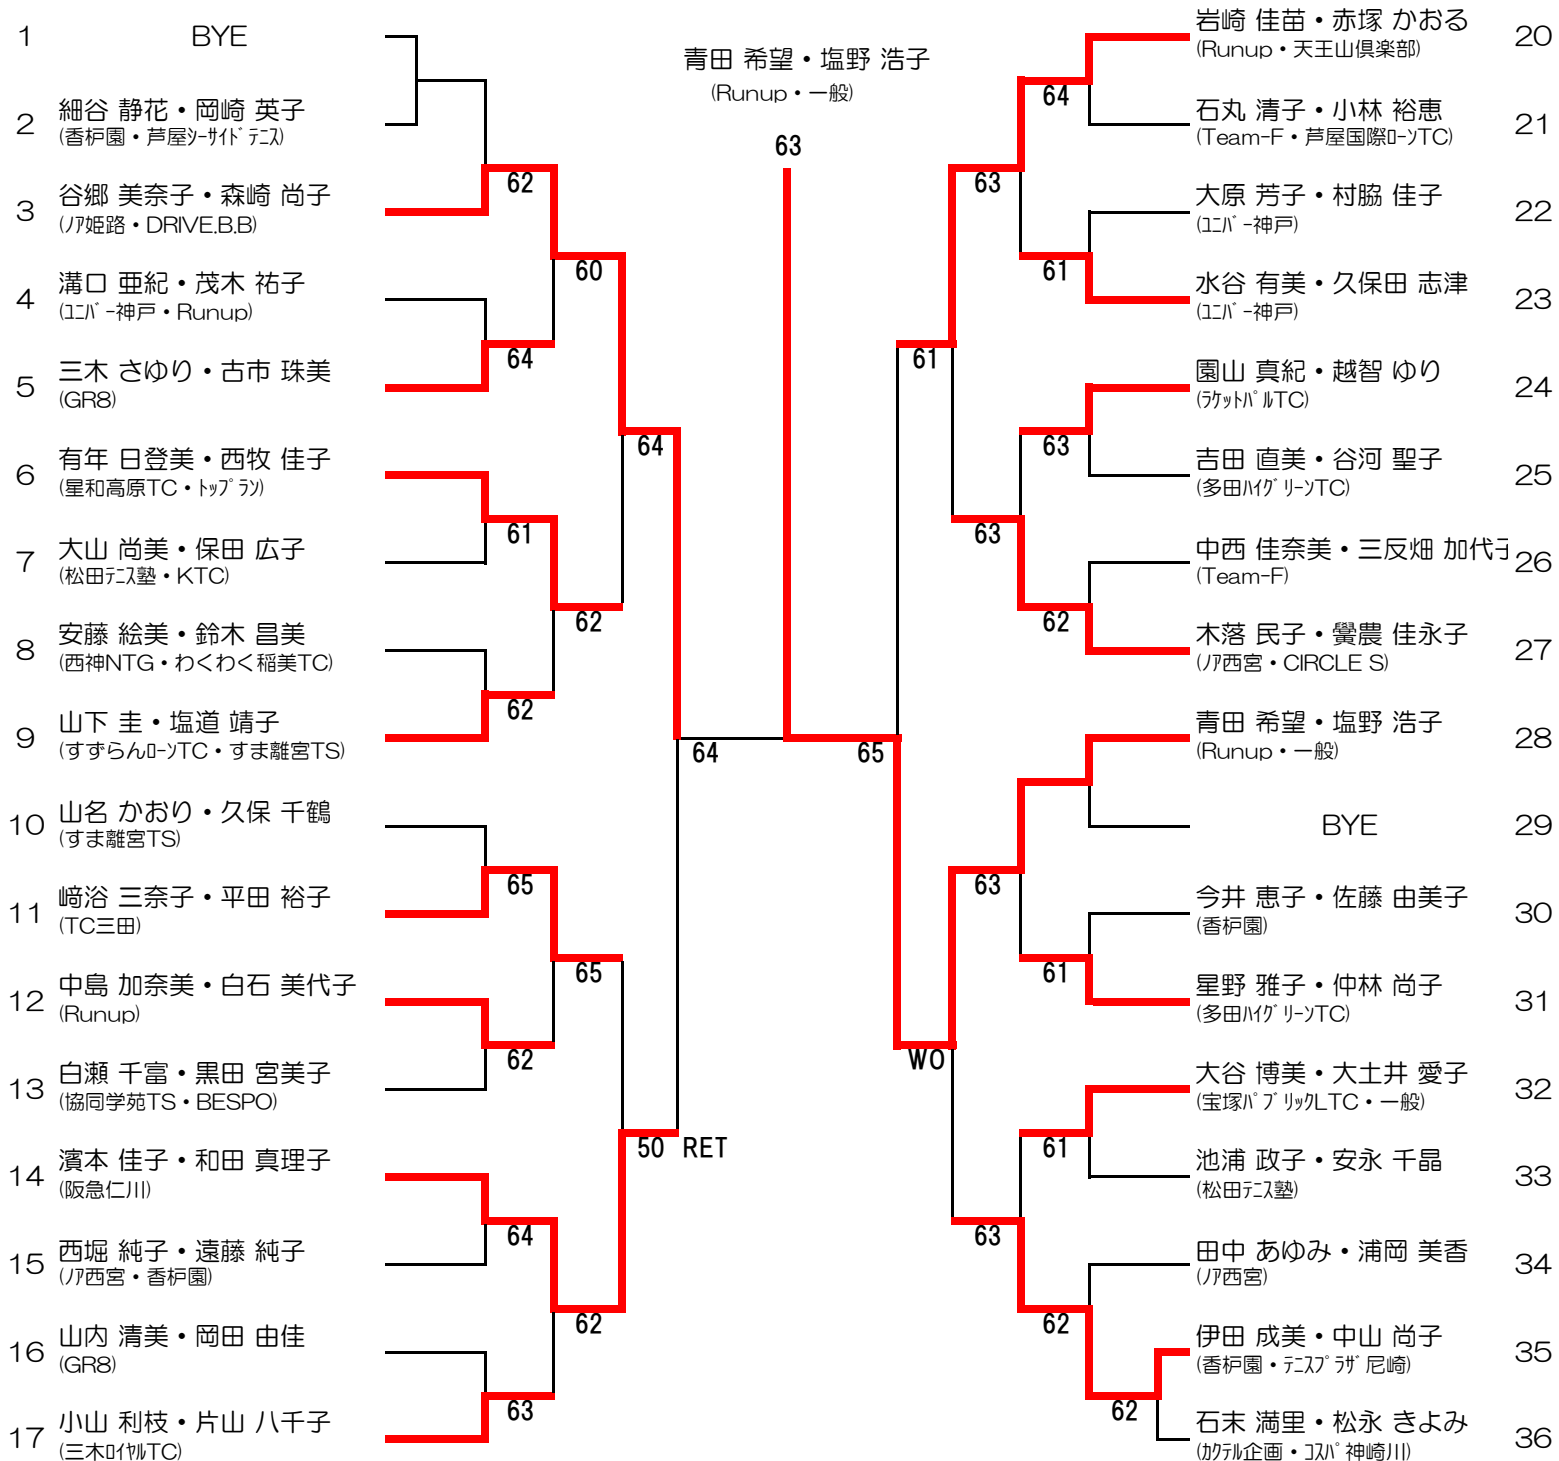 青田 希望・塩野 浩子
(Runup・一般)
63
1 BYE
2 細谷 静花・岡崎 英子
(香枦園・芦屋ｼｰｻｲﾄﾞﾃﾆｽ)
62
3 谷郷 美奈子・森崎 尚子
(ﾉｱ姫路・DRIVE.B.B)
60
4 溝口 亜紀・茂木 祐子
(ﾕﾆﾊﾞｰ神戸・Runup)
64
5 三木 さゆり・古市 珠美
(GR8)
64
6 有年 日登美・西牧 佳子
(星和高原TC・ﾄｯﾌﾟﾗﾝ)
61
7 大山 尚美・保田 広子
(松田ﾃﾆｽ塾・KTC)
62
8 安藤 絵美・鈴木 昌美
(西神NTG・わくわく稲美TC)
62
9 山下 圭・塩道 靖子
(すずらんﾛｰﾝTC・すま離宮TS)
64
10 山名 かおり・久保 千鶴
(すま離宮TS)
65
11 﨑浴 三奈子・平田 裕子
(TC三田)
65
12 中島 加奈美・白石 美代子
(Runup)
62
13 白瀬 千富・黒田 宮美子
(協同学苑TS・BESPO)
50 RET
14 濱本 佳子・和田 真理子
(阪急仁川)
64
15 西堀 純子・遠藤 純子
(ﾉｱ西宮・香枦園)
62
16 山内 清美・岡田 由佳
(GR8)
63
17 小山 利枝・片山 八千子
(三木ﾛｲﾔﾙTC)
岩崎 佳苗・赤塚 かおる 20
(Runup・天王山倶楽部)
64
石丸 清子・小林 裕恵 21
(Team-F・芦屋国際ﾛｰﾝTC)
63
大原 芳子・村脇 佳子 22
(ﾕﾆﾊﾞｰ神戸)
61
水谷 有美・久保田 志津 23
(ﾕﾆﾊﾞｰ神戸)
61
園山 真紀・越智 ゆり 24
(ﾗｹｯﾄﾊﾟﾙTC)
63
吉田 直美・谷河 聖子 25
(多田ﾊｲｸﾞﾘｰﾝTC)
63
中西 佳奈美・三反畑 加代子 26
(Team-F)
62
木落 民子・鱟農 佳永子 27
(ﾉｱ西宮・CIRCLE S)
65
青田 希望・塩野 浩子 28
(Runup・一般)
BYE 29
63
今井 恵子・佐藤 由美子 30
(香枦園)
61
星野 雅子・仲林 尚子 31
(多田ﾊｲｸﾞﾘｰﾝTC)
WO
大谷 博美・大土井 愛子 32
(宝塚ﾊﾟﾌﾞﾘｯｸLTC・一般)
61
池浦 政子・安永 千晶 33
(松田ﾃﾆｽ塾)
63
田中 あゆみ・浦岡 美香 34
(ﾉｱ西宮)
62
伊田 成美・中山 尚子 35
(香枦園・ﾃﾆｽﾌﾟﾗｻﾞ尼崎)
62
石末 満里・松永 きよみ 36
(ｶｸﾃﾙ企画・ｺｽﾊﾟ神崎川)